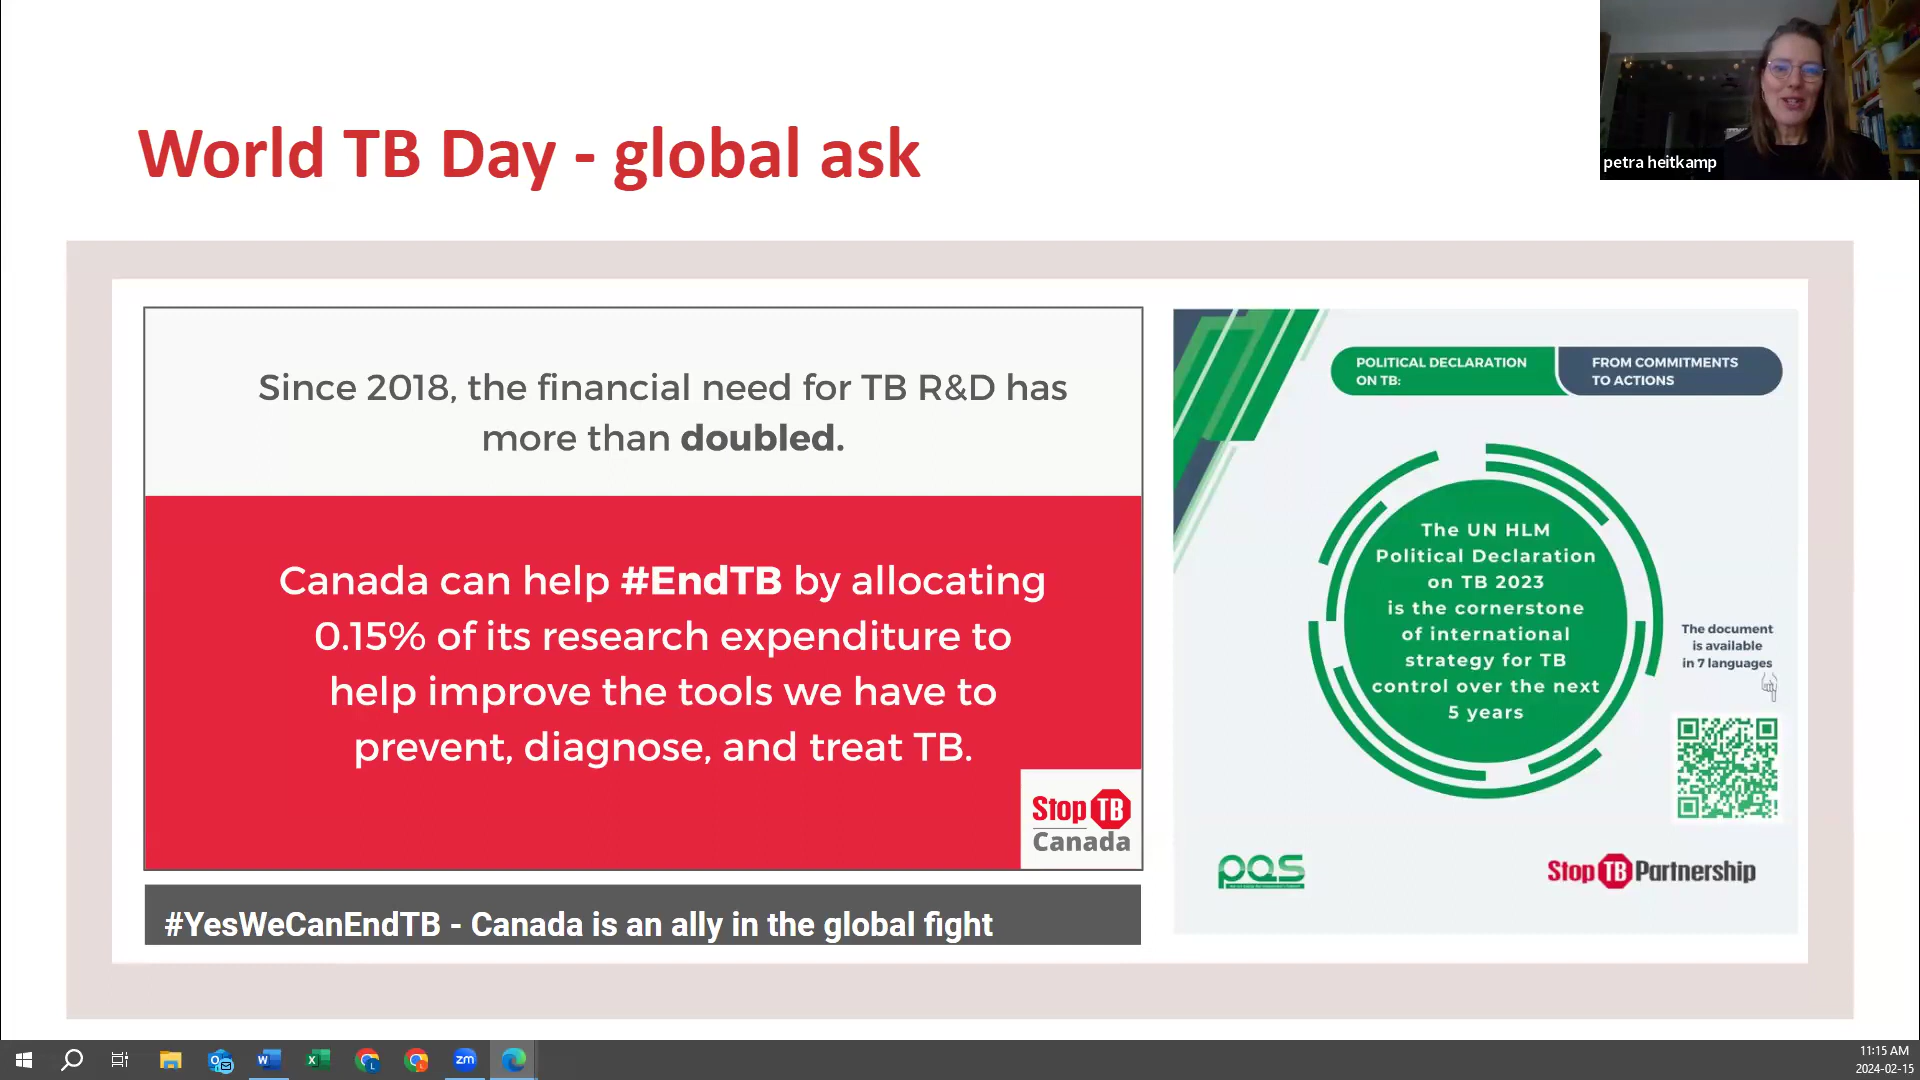 World TB Day - global ask
petra heitkamp
Since 2018, the financial need for TB R&D has
more than doubled.
Canada can help #EndTB by allocating
0.15% of its research expenditure to
help improve the tools we have to
prevent, diagnose, and treat TB.
Stop TB
Canada
#YesWeCanEndTB - Canada is an ally in the global fight
POLITICAL DECLARATION
ON TB:
FROM COMMITMENTS
TO ACTIONS
The UN HLM
Political Declaration
on TB 2023
is the cornerstone
of international
strategy for TB
control over the next
5 years
The document
is available
in 7 languages
pas
Stop TB Partnership
11:15 AM
2024-02-15